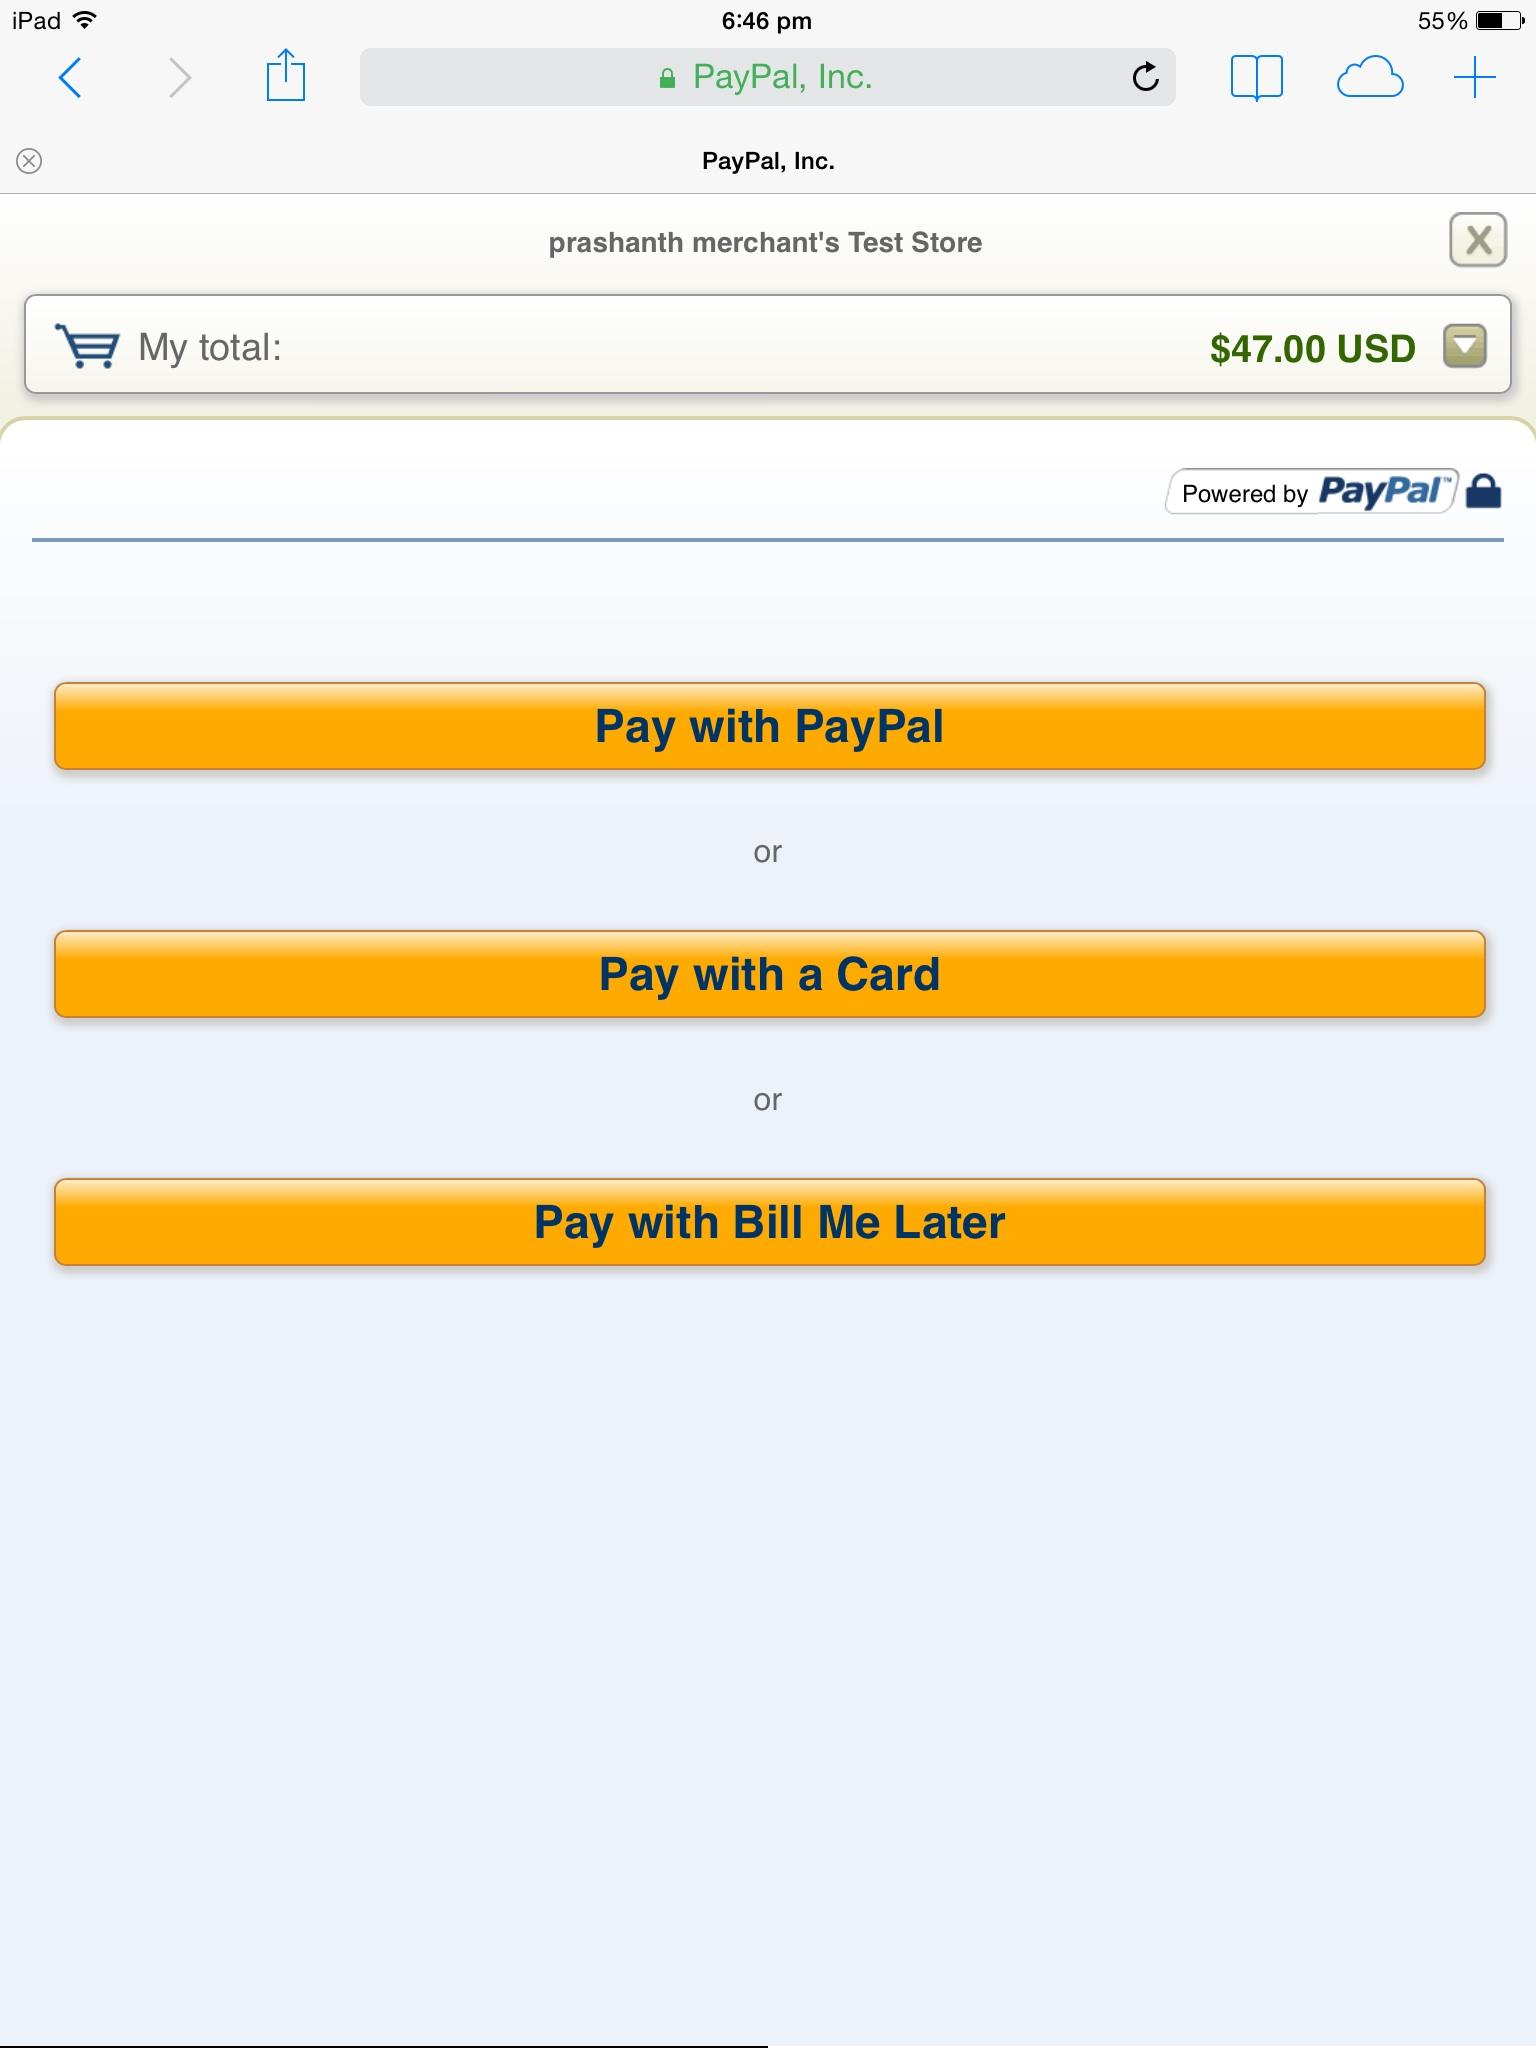 iPad 6:46 pm 55%
PayPal, Inc.
PayPal, Inc.
prashanth merchant's Test Store
X
My total: $47.00 USD
Powered by PayPal™
Pay with PayPal
or
Pay with a Card
or
Pay with Bill Me Later